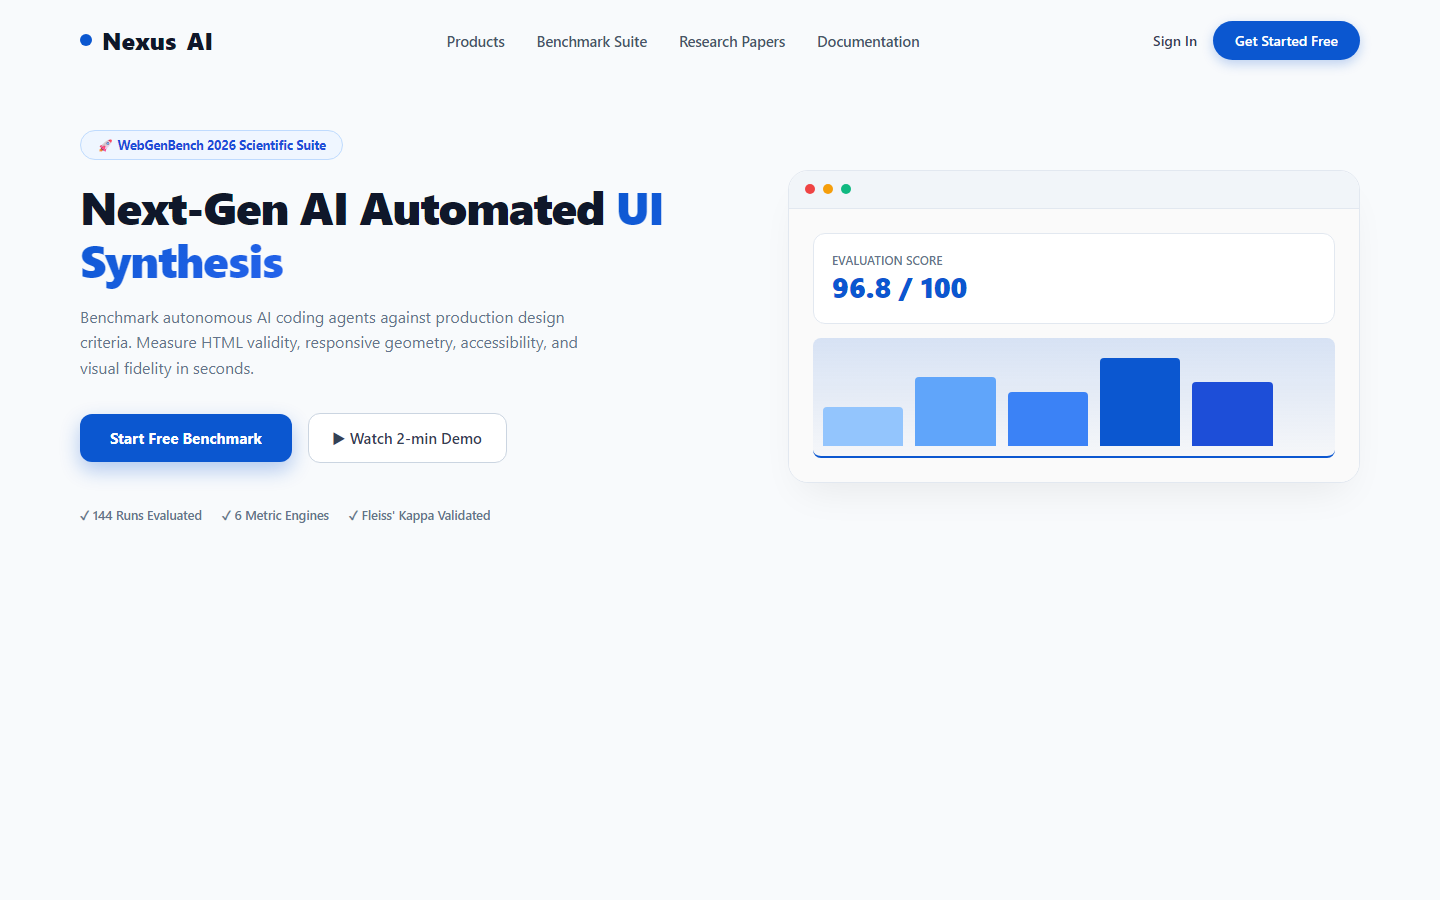 Nexus AI
Products
Benchmark Suite
Research Papers
Documentation
Sign In
Get Started Free
🚀 WebGenBench 2026 Scientific Suite
Next-Gen AI Automated UI
Synthesis
Benchmark autonomous AI coding agents against production design
criteria. Measure HTML validity, responsive geometry, accessibility, and
visual fidelity in seconds.
Start Free Benchmark
▶ Watch 2-min Demo
✓ 144 Runs Evaluated
✓ 6 Metric Engines
✓ Fleiss' Kappa Validated
EVALUATION SCORE
96.8 / 100